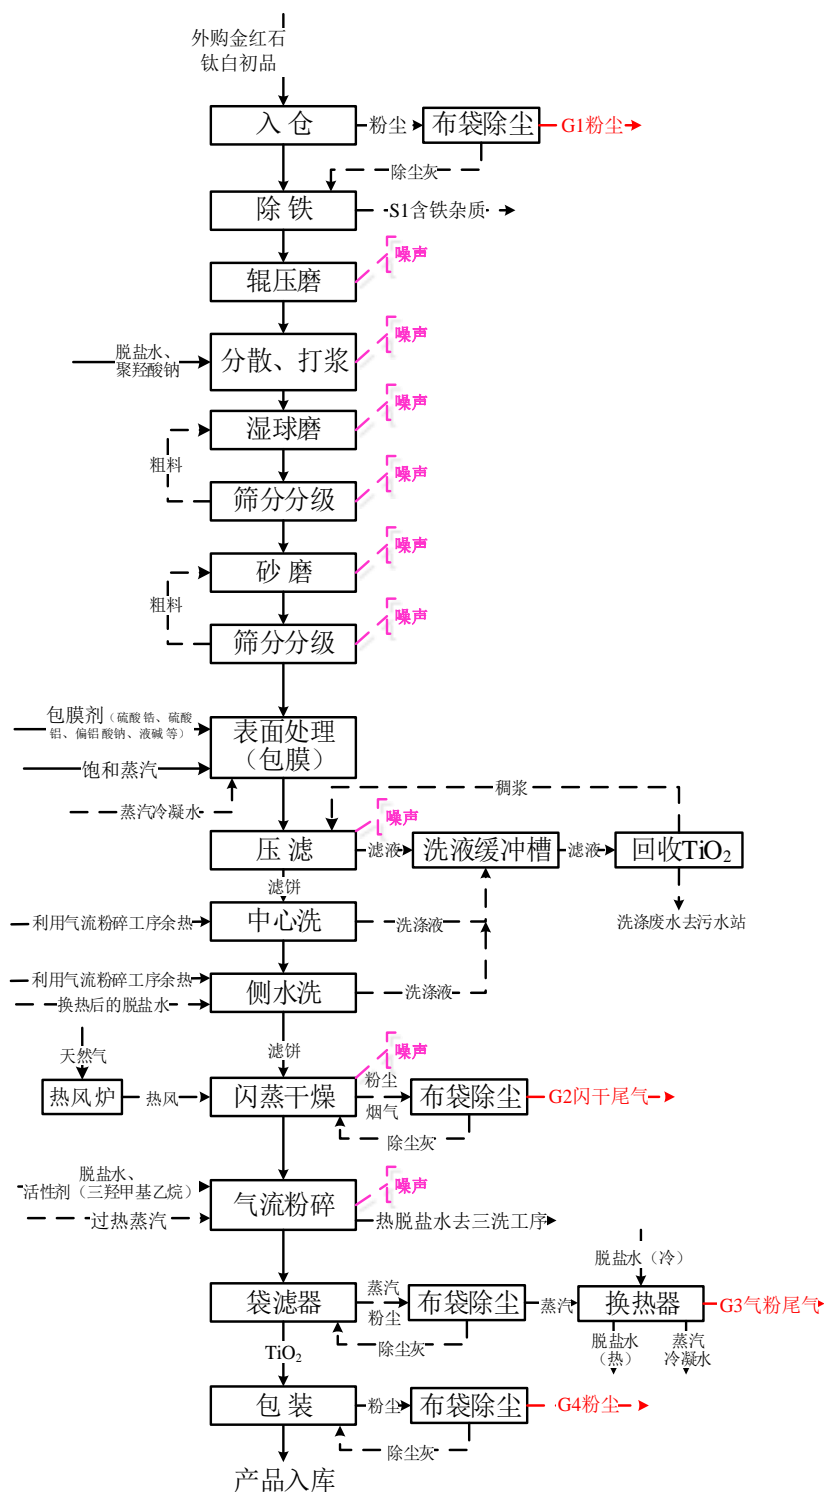 外购金红石
钛白初品
入仓
粉尘
布袋除尘
G1粉尘
除尘灰
除铁
S1含铁杂质
噪声
辊压磨
噪声
脱盐水、
聚羟酸钠
分散、打浆
噪声
湿球磨
粗料
噪声
筛分分级
噪声
砂磨
粗料
噪声
筛分分级
包膜剂（硫酸锆、硫酸
铝、偏铝酸钠、液碱等）
表面处理
（包膜）
饱和蒸汽
蒸汽冷凝水
稠浆
噪声
压滤
滤液
洗液缓冲槽
滤液
回收TiO2
滤饼
利用气流粉碎工序余热
中心洗
洗涤液
洗涤废水去污水站
利用气流粉碎工序余热
换热后的脱盐水
侧水洗
洗涤液
天然气
滤饼
噪声
热风炉
热风
闪蒸干燥
粉尘
烟气
布袋除尘
G2闪干尾气
除尘灰
脱盐水、
活性剂（三羟甲基乙烷）
噪声
气流粉碎
过热蒸汽
热脱盐水去三洗工序
脱盐水（冷）
袋滤器
蒸汽
粉尘
布袋除尘
蒸汽
换热器
G3气粉尾气
除尘灰
脱盐水
（热）
蒸汽
冷凝水
TiO2
包装
粉尘
布袋除尘
G4粉尘
除尘灰
产品入库